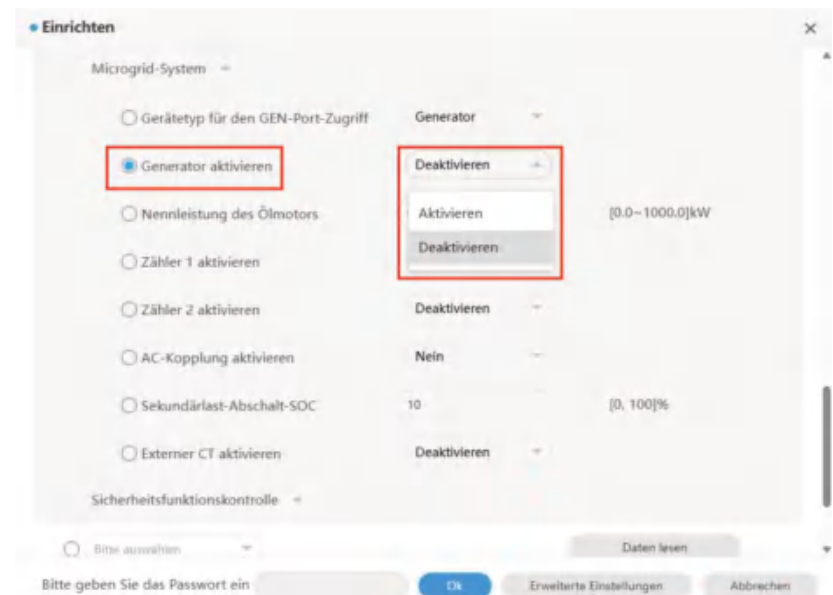 Einrichten
Microgrid-System
Gerätetyp für den GEN-Port-Zugriff Generator
Generator aktivieren Deaktivieren
Nennleistung des Ölmotors Aktivieren [0.0~1000.0]kW
Deaktivieren
Zähler 1 aktivieren
Zähler 2 aktivieren Deaktivieren
AC-Kopplung aktivieren Nein
Sekundärlast-Abschalt-SOC 10 [0, 100]%
Externer CT aktivieren Deaktivieren
Sicherheitsfunktionskontrolle
Bitte auswählen Daten lesen
Bitte geben Sie das Passwort ein Ok Erweiterte Einstellungen Abbrechen